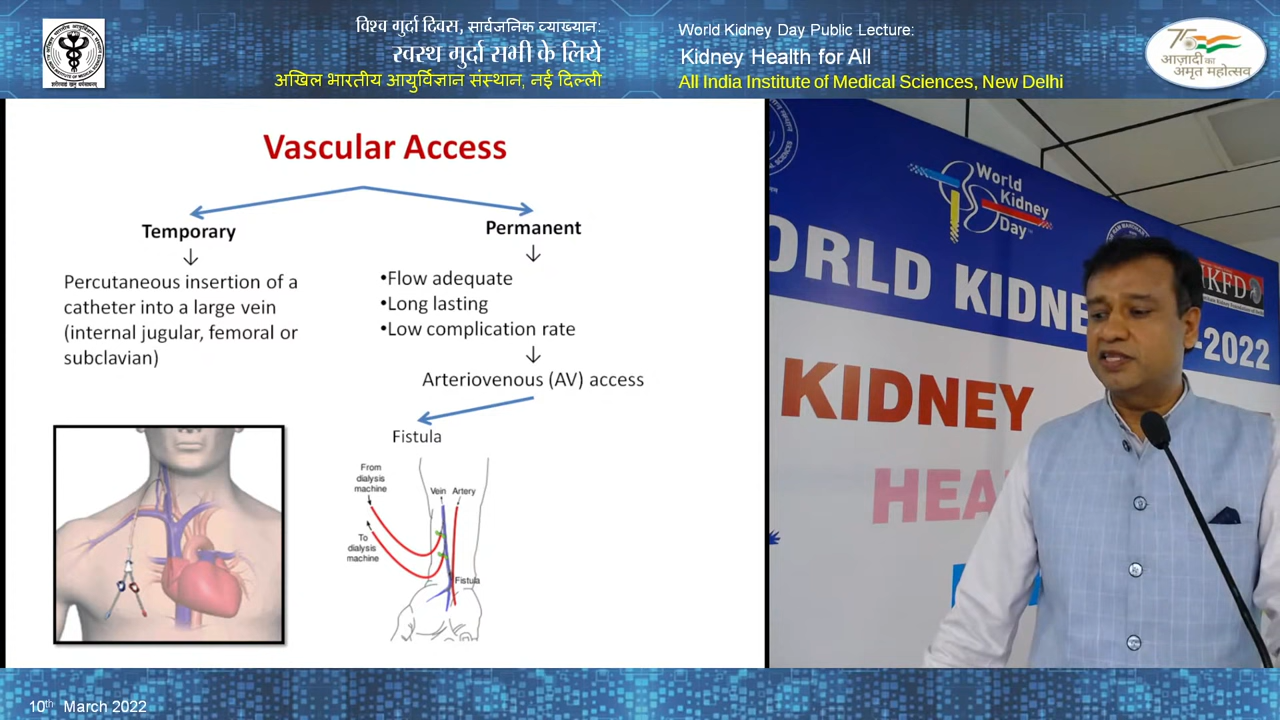 विश्व गुर्दा दिवस, सार्वजनिक व्याख्यान:
स्वस्थ गुर्दा सभी के लिये
अखिल भारतीय आयुर्विज्ञान संस्थान, नई दिल्ली
World Kidney Day Public Lecture:
Kidney Health for All
All India Institute of Medical Sciences, New Delhi
75
आज़ादी का
अमृत महोत्सव
Vascular Access
Temporary
Percutaneous insertion of a
catheter into a large vein
(internal jugular, femoral or
subclavian)
Permanent
•Flow adequate
•Long lasting
•Low complication rate
Arteriovenous (AV) access
Fistula
From
dialysis
machine
To
dialysis
machine
Vein Artery
Fistula
World
Kidney
Day
ORLD KIDNE
-2022
KFD
KIDNEY
HEA
10th March 2022